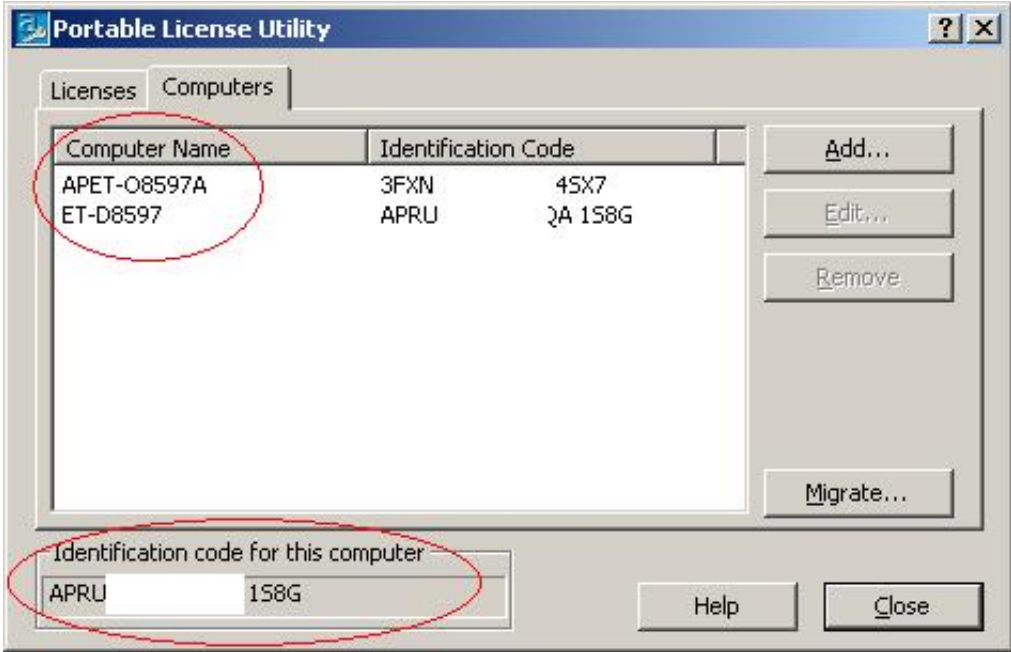 Portable License Utility
Licenses Computers
Computer Name Identification Code Add...
APET-O8597A 3FXN 4SX7
ET-D8597 APRU QA 1S8G Edit...
Remove
Migrate...
Identification code for this computer
APRU 1S8G
Help Close